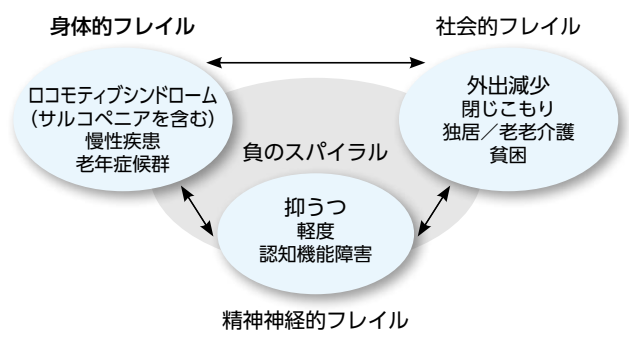 身体的フレイル
社会的フレイル
ロコモティブシンドローム
（サルコペニアを含む）
慢性疾患
老年症候群
外出減少
閉じこもり
独居／老老介護
貧困
負のスパイラル
抑うつ
軽度
認知機能障害
精神神経的フレイル